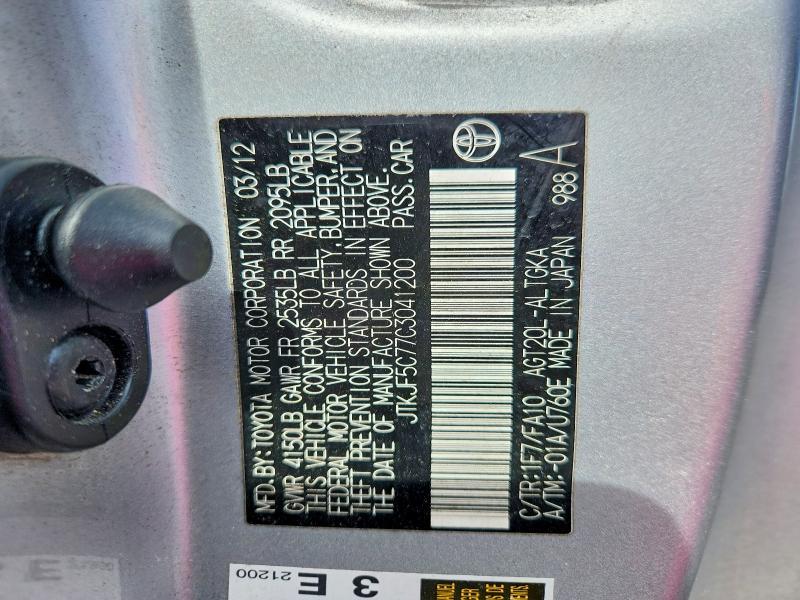 MFD.BY:TOYOTA MOTOR CORPORATION 03/12
GVWR 4150LB GAWR FR 2535LB RR 2095LB
THIS VEHICLE CONFORMS TO ALL APPLICABLE
FEDERAL MOTOR VEHICLE SAFETY,BUMPER,AND
THEFT PREVENTION STANDARDS IN EFFECT ON
THE DATE OF MANUFACTURE SHOWN ABOVE.
JTKJF5C77C3041200 PASS.CAR
C/TR:1F7/FA10 AGT20L-ALTGKA
A/TM:-01A/U760E MADE IN JAPAN 988 A
21200
3 E